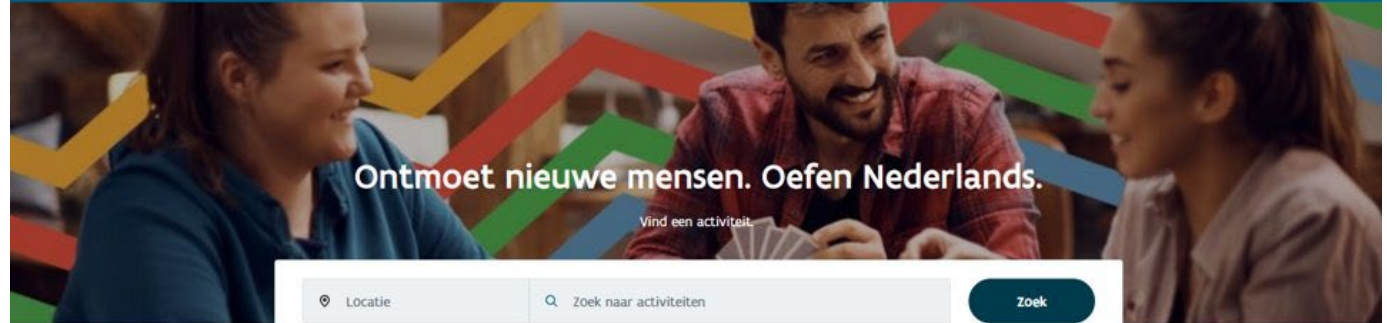 Ontmoet nieuwe mensen. Oefen Nederlands.
Vind een activiteit.
Locatie
Zoek naar activiteiten
Zoek